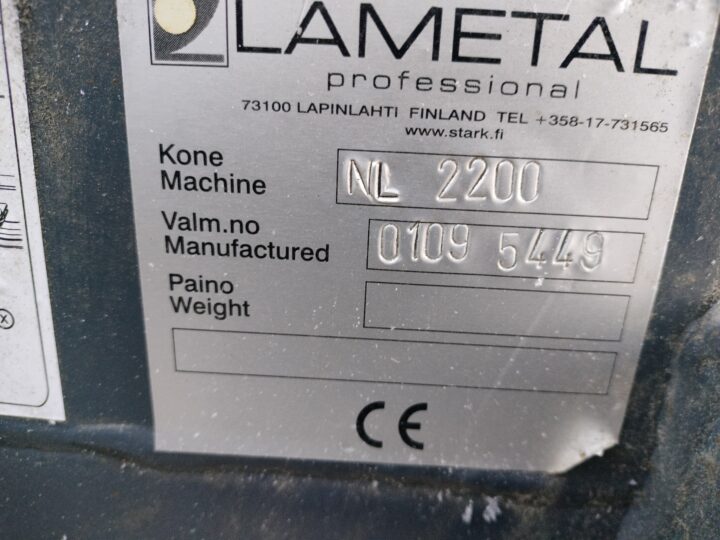 LAMETAL
professional
73100 LAPINLAHTI FINLAND TEL +358-17-731565
www.stark.fi
Kone
Machine
NL 2200
Valm.no
Manufactured
0109 5449
Paino
Weight
CE